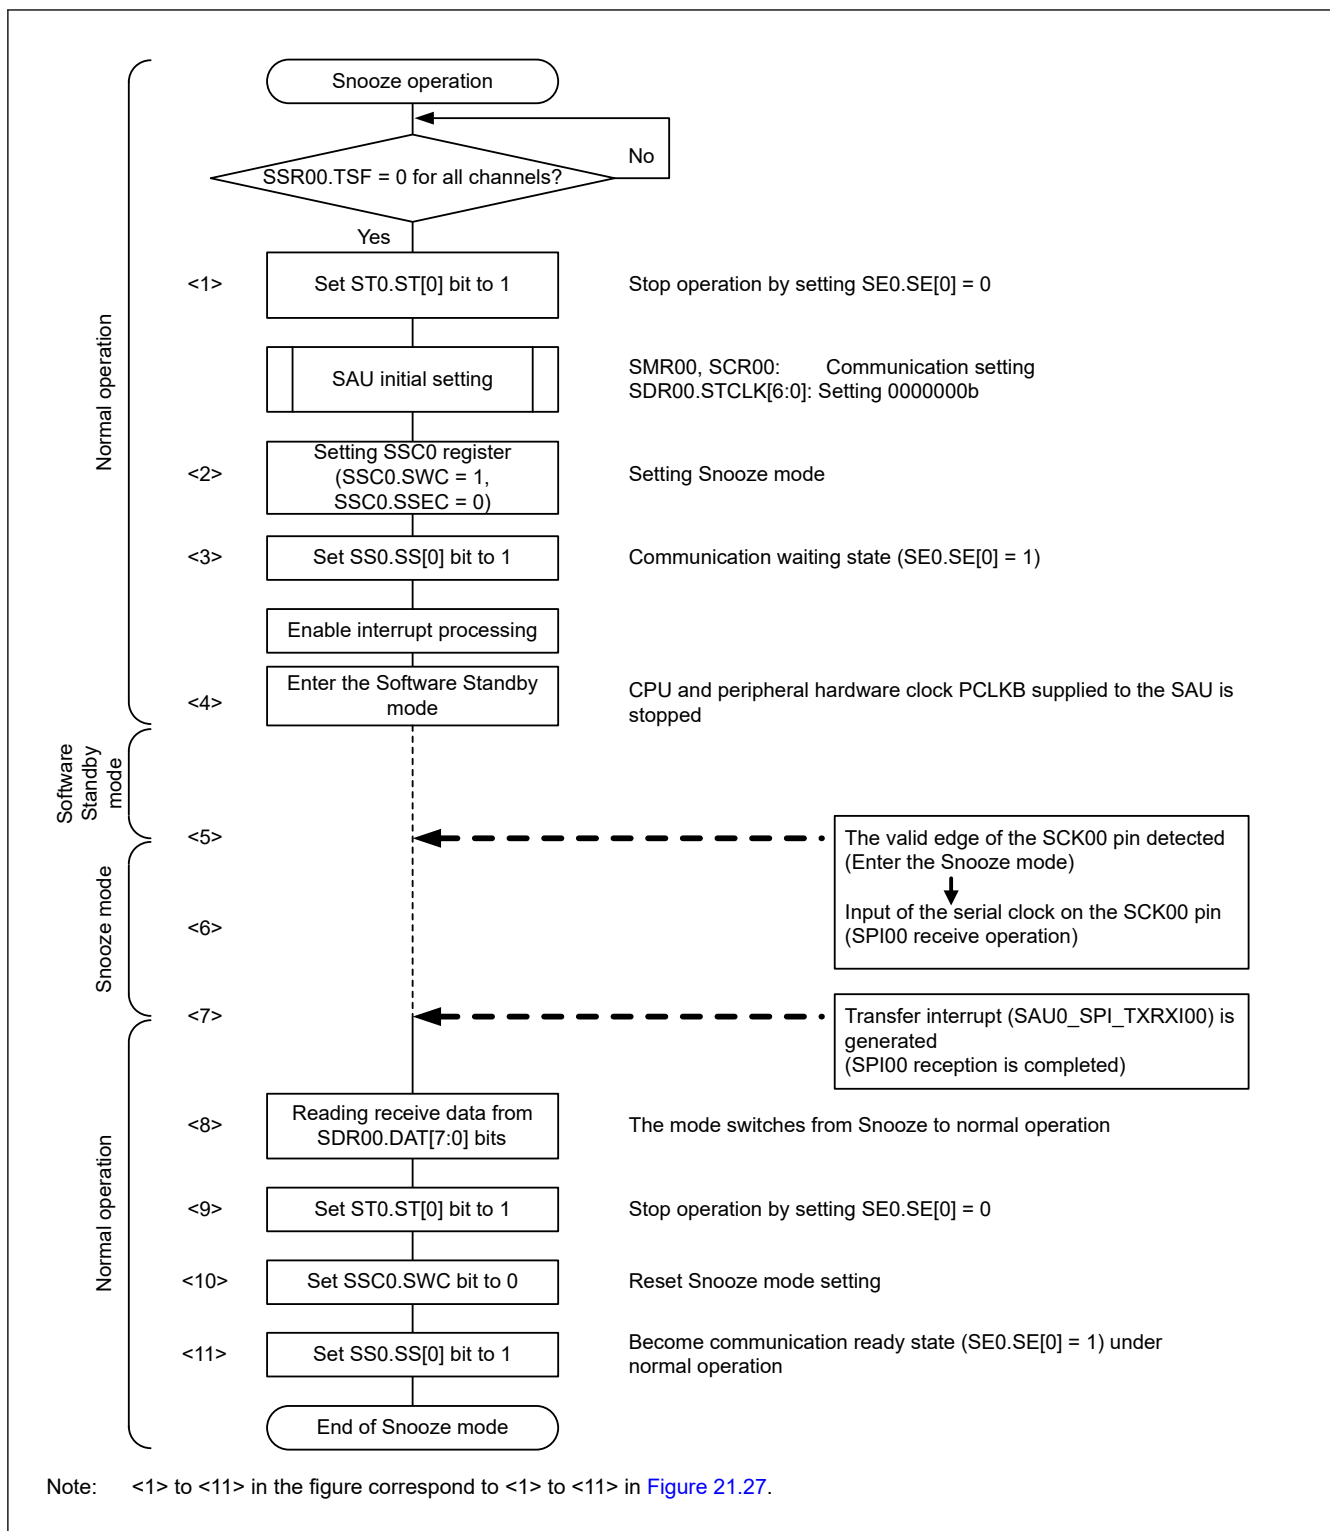 Snooze operation
No
SSR00.TSF = 0 for all channels?
Yes
<1>
Set ST0.ST[0] bit to 1
Stop operation by setting SE0.SE[0] = 0
SAU initial setting
SMR00, SCR00: Communication setting
SDR00.STCLK[6:0]: Setting 0000000b
Normal operation
<2>
Setting SSC0 register
(SSC0.SWC = 1,
SSC0.SSEC = 0)
Setting Snooze mode
<3>
Set SS0.SS[0] bit to 1
Communication waiting state (SE0.SE[0] = 1)
Enable interrupt processing
<4>
Enter the Software Standby
mode
CPU and peripheral hardware clock PCLKB supplied to the SAU is
stopped
Software
Standby
mode
<5>
The valid edge of the SCK00 pin detected
(Enter the Snooze mode)
Input of the serial clock on the SCK00 pin
(SPI00 receive operation)
Snooze mode
<6>
<7>
Transfer interrupt (SAU0_SPI_TXRXI00) is
generated
(SPI00 reception is completed)
<8>
Reading receive data from
SDR00.DAT[7:0] bits
The mode switches from Snooze to normal operation
Normal operation
<9>
Set ST0.ST[0] bit to 1
Stop operation by setting SE0.SE[0] = 0
<10>
Set SSC0.SWC bit to 0
Reset Snooze mode setting
<11>
Set SS0.SS[0] bit to 1
Become communication ready state (SE0.SE[0] = 1) under
normal operation
End of Snooze mode
Note: <1> to <11> in the figure correspond to <1> to <11> in Figure 21.27.